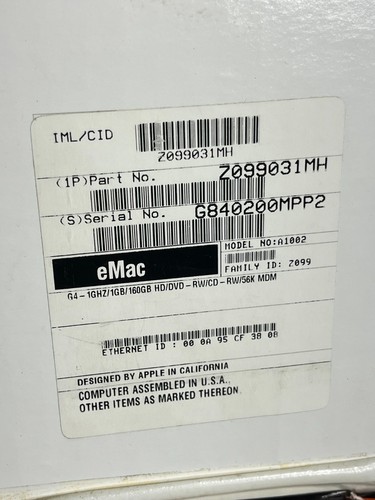 IML/CID
Z099031MH
(1P)Part No. Z099031MH
(S)Serial No. G840200MPP2
eMac
MODEL NO:A1002
FAMILY ID: Z099
G4-1GHZ/1GB/160GB HD/DVD-RW/CD-RW/56K MDM
ETHERNET ID : 00 0A 95 CF 3B 0B
DESIGNED BY APPLE IN CALIFORNIA
COMPUTER ASSEMBLED IN U.S.A.,
OTHER ITEMS AS MARKED THEREON.